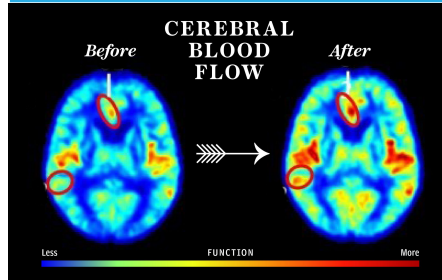 CEREBRAL
BLOOD
FLOW
Before
After
Less
FUNCTION
More